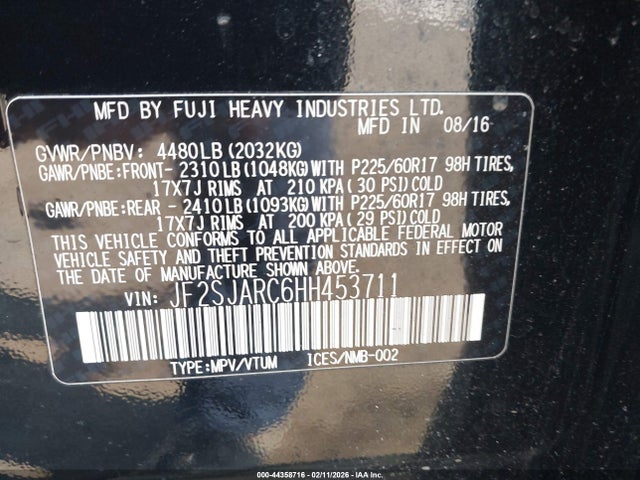 MFD BY FUJI HEAVY INDUSTRIES LTD.
MFD IN 08/16
GVWR/PNBV: 4480LB(2032KG)
GAWR/PNBE:FRONT- 2310LB(1048KG)WITH P225/60R17 98H TIRES,
17X7J RIMS AT 210 KPA( 30 PSI)COLD
GAWR/PNBE:REAR - 2410LB(1093KG)WITH P225/60R17 98H TIRES,
17X7J RIMS AT 200 KPA( 29 PSI)COLD
THIS VEHICLE CONFORMS TO ALL APPLICABLE FEDERAL MOTOR
VEHICLE SAFETY AND THEFT PREVENTION STANDARDS IN EFFECT ON
THE DATE OF MANUFACTURE SHOWN ABOVE.
VIN: JF2SJARC6HH453711
TYPE:MPV/VTUM ICES/NMB-002
000-44358716 - 02/11/2026 - IAA Inc.